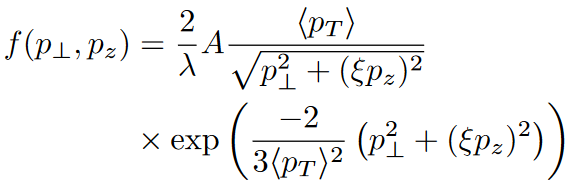 f(p_⊥, p_z) = \frac{2}{λ} A \frac{⟨p_T⟩}{\sqrt{p_⊥^2 + (ξp_z)^2}}
× exp \left( \frac{-2}{3⟨p_T⟩^2} \left( p_⊥^2 + (ξp_z)^2 \right) \right)